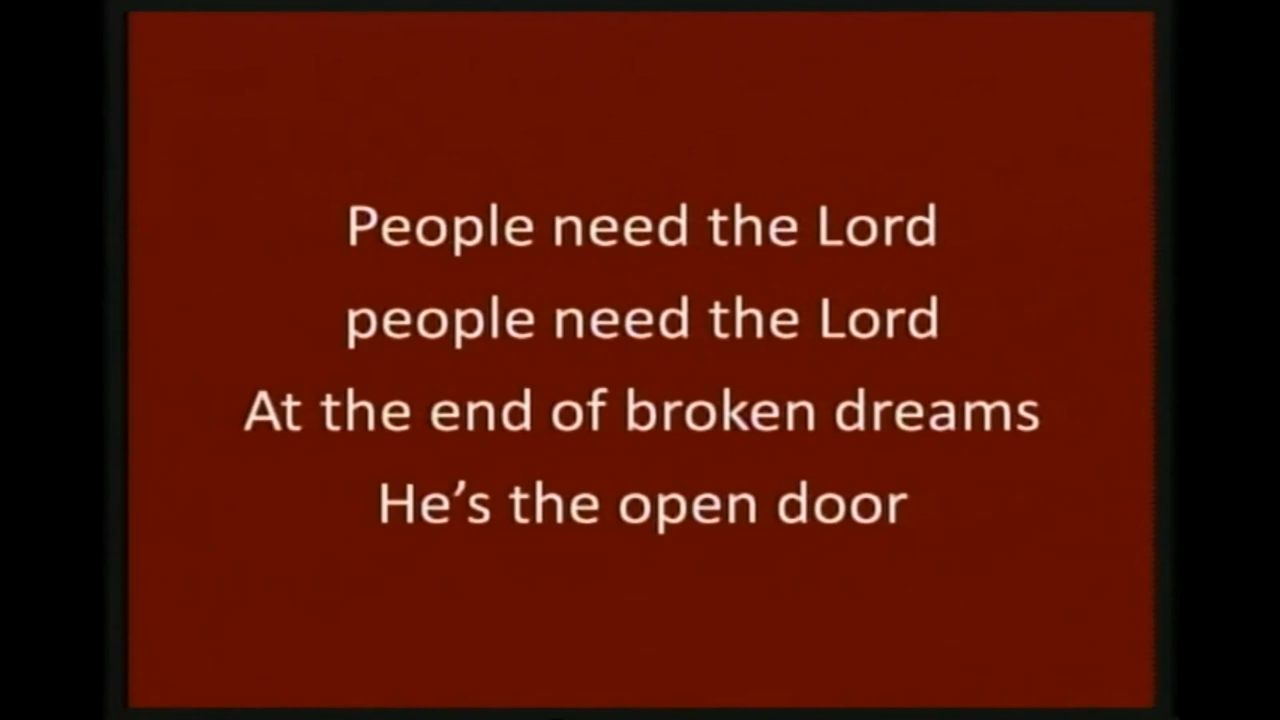 People need the Lord
people need the Lord
At the end of broken dreams
He’s the open door